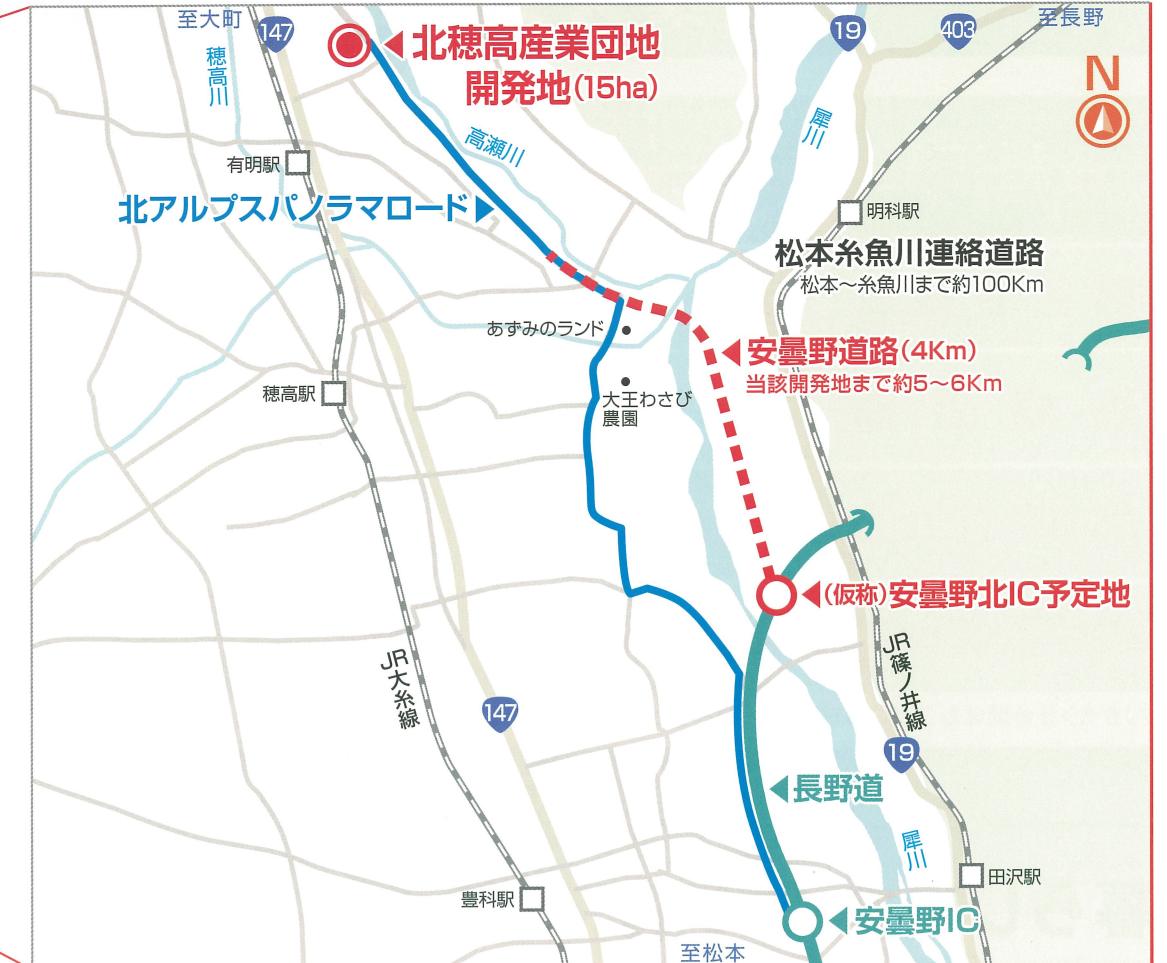 至大町
147
穂高川
北穂高産業団地
開発地(15ha)
19
403
至長野
N
高瀬川
犀川
有明駅
北アルプスパノラマロード
明科駅
松本糸魚川連絡道路
松本～糸魚川まで約100Km
あずみのランド
安曇野道路(4Km)
当該開発地まで約5～6Km
穂高駅
大王わさび
農園
(仮称)安曇野北IC予定地
JR大糸線
JR篠ノ井線
147
19
長野道
犀川
豊科駅
田沢駅
安曇野IC
至松本